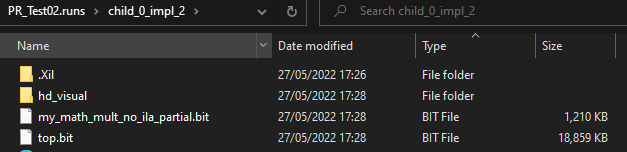 PR_Test02.runs > child_0_impl_2 > Search child_0_impl_2
Name Date modified Type Size
.Xil 27/05/2022 17:26 File folder
hd_visual 27/05/2022 17:28 File folder
my_math_mult_no_ila_partial.bit 27/05/2022 17:28 BIT File 1,210 KB
top.bit 27/05/2022 17:28 BIT File 18,859 KB